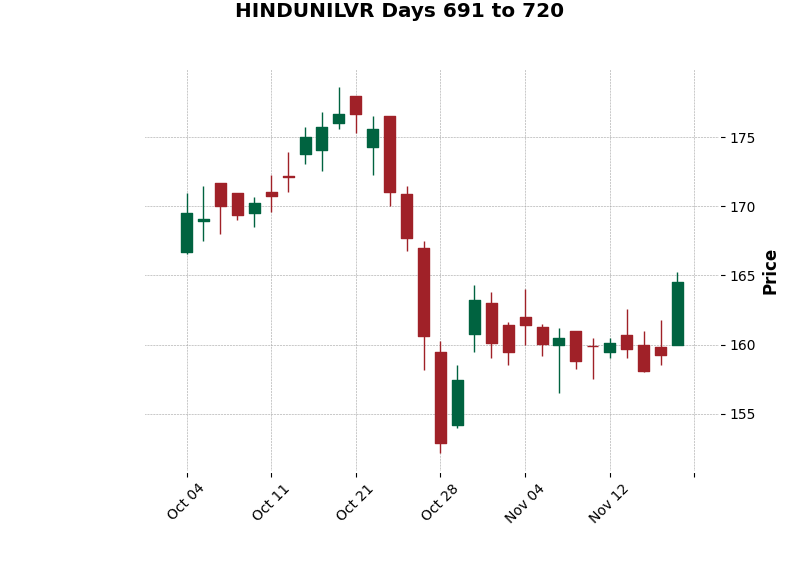 HINDUNILVR Days 691 to 720
175
170
165
160
155
Price
Oct 04
Oct 11
Oct 21
Oct 28
Nov 04
Nov 12